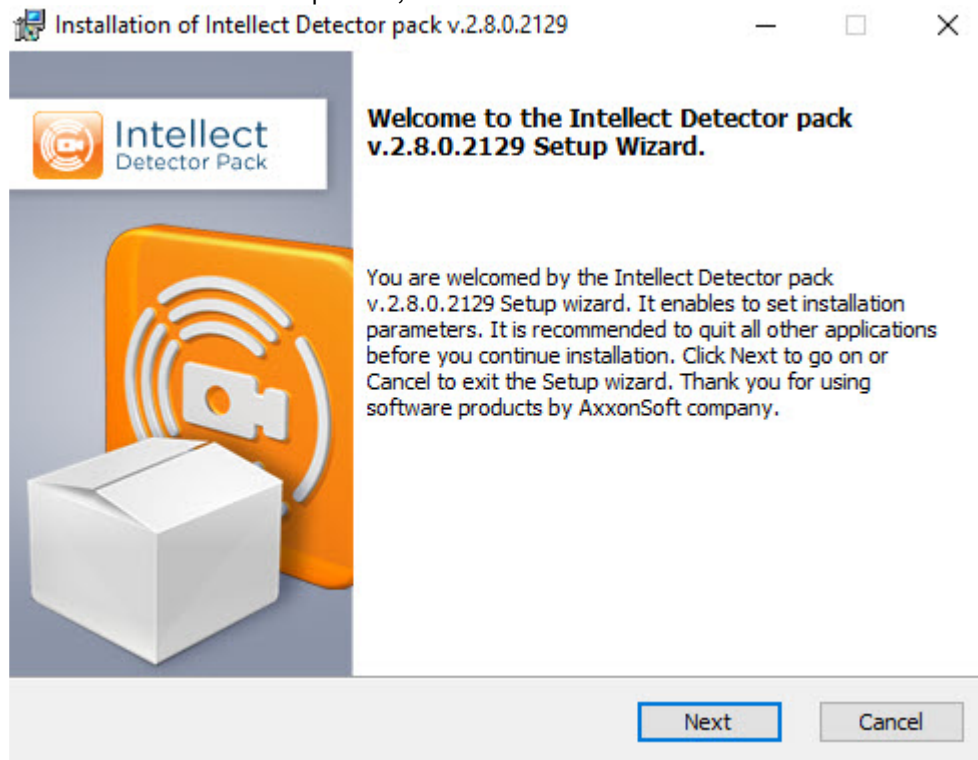 Installation of Intellect Detector pack v.2.8.0.2129
Intellect
Detector Pack
Welcome to the Intellect Detector pack
v.2.8.0.2129 Setup Wizard.
You are welcomed by the Intellect Detector pack
v.2.8.0.2129 Setup wizard. It enables to set installation
parameters. It is recommended to quit all other applications
before you continue installation. Click Next to go on or
Cancel to exit the Setup wizard. Thank you for using
software products by AxxonSoft company.
Next
Cancel